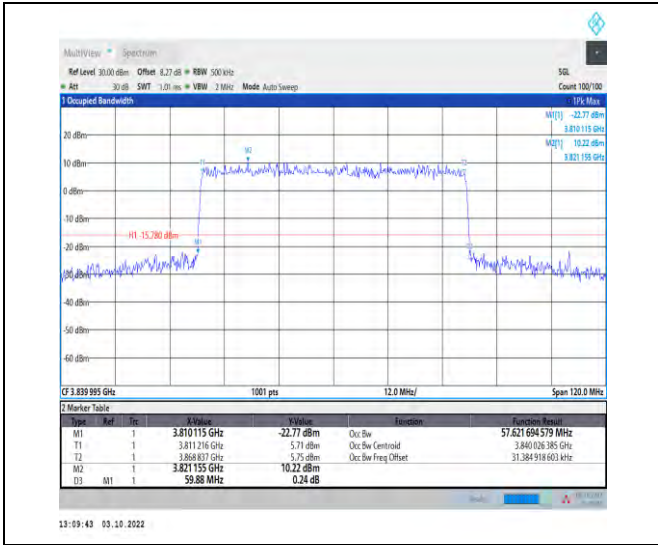 MultiView Spectrum
Ref Level 30.00 dBm Offset 8.27 dB RBW 500 kHz SGL
Att 30 dB SWT 1.01 ms VBW 2 MHz Mode Auto Sweep Count 100/100
1 Occupied Bandwidth 1Pk Max
M1[1] -22.77 dBm
3.810 115 GHz
M2[1] 10.22 dBm
3.821 155 GHz
20 dBm
10 dBm
0 dBm
-10 dBm
H1 -15.780 dBm
-20 dBm
-30 dBm
-40 dBm
-50 dBm
-60 dBm
M2
T1
T2
M1
CF 3.839 995 GHz 1001 pts 12.0 MHz/ Span 120.0 MHz
2 Marker Table
Type Ref Trc X-Value Y-Value Function Function Result
M1 1 3.810115 GHz -22.77 dBm Occ Bw 57.621 694 579 MHz
T1 1 3.811 216 GHz 5.71 dBm Occ Bw Centroid 3.840 026 385 GHz
T2 1 3.868 837 GHz 5.75 dBm Occ Bw Freq Offset 31.384 918 603 kHz
M2 1 3.821 155 GHz 10.22 dBm
D3 M1 1 59.88 MHz 0.24 dB
13:09:43 03.10.2022